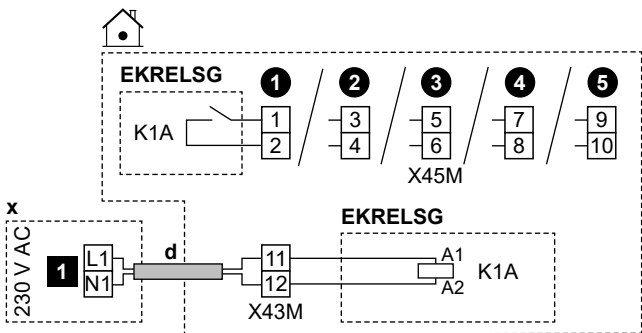 EKRELSG 1 2 3 4 5
K1A 1 3 5 7 9
2 4 6 8 10
X45M
x
EKRELSG
230 V AC 1 L1 d 11 A1 K1A
N1 12 A2
X43M